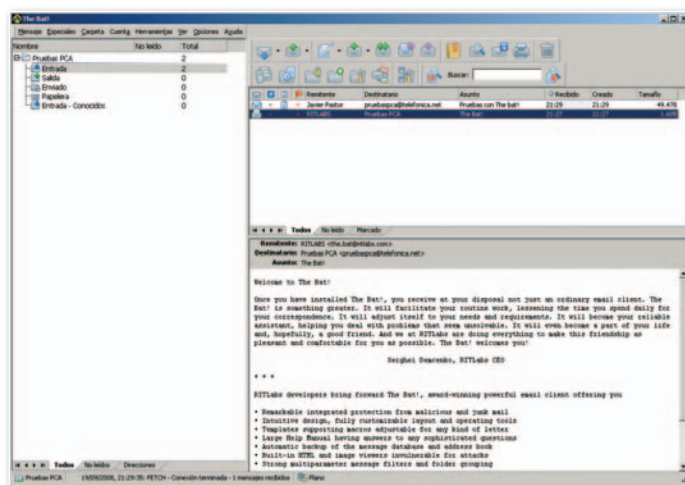 The Bat!
Mensaje Especiales Carpeta Cuenta Herramientas Ver Opciones Ayuda
Nombre No leído Total
Pruebas PCA 2
Entrada 2
Salida 0
Enviado 0
Papelera 0
Entrada - Conocidos 0
Buscar:
Remitente Destinatario Asunto Recibido Creado Tamaño
Javier Pastor pruebaspca@telefonica.net Pruebas con The bat! 21:29 21:29 49.478
RITLABS Pruebas PCA The Bat! 21:27 21:27
Todos No leído Marcado
Remitente: RITLABS <the.bat@ritlabs.com>
Destinatario: Pruebas PCA <pruebaspca@telefonica.net>
Asunto: The Bat!
Welcome to The Bat!
Once you have installed The Bat!, you receive at your disposal not just an ordinary email client. The
Bat! is something greater. It will facilitate your routine work, lessening the time you spend daily for
your correspondence. It will adjust itself to your needs and requirements. It will become your reliable
assistant, helping you deal with problems that seem unsolvable. It will even become a part of your life
and, hopefully, a good friend. And we at RITLabs are doing everything to make this friendship as
pleasant and comfortable for you as possible. The Bat! welcomes you!
Serghei Demcenko, RITLabs CEO
* * *
RITLabs developers bring forward The Bat!, award-winning powerful email client offering you
• Remarkable integrated protection from malicious and junk mail
• Intuitive design, fully customizable layout and operating tools
• Templates supporting macros adjustable for any kind of letter
• Large Help Manual having answers to any sophisticated questions
• Automatic backup of the message database and address book
• Built-in HTML and image viewers invulnerable for attacks
• Strong multiparameter message filters and folder grouping
Todos No leídos Direcciones
Pruebas PCA 19/09/2006, 21:29:35: FETCH - Conexión terminada - 1 mensajes recibidos Plano